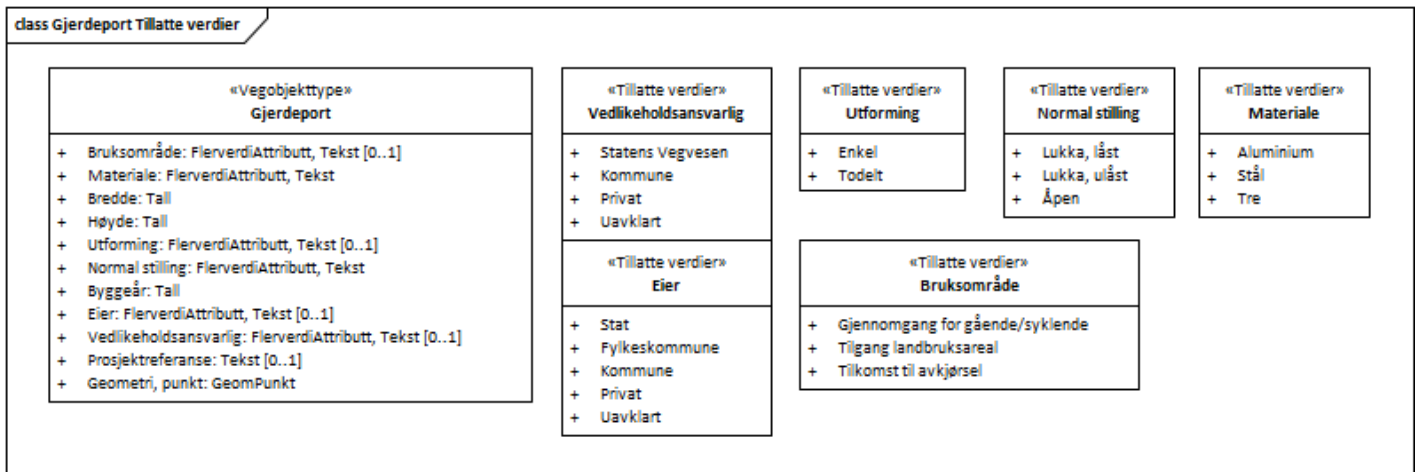 class Gjerdeport Tillatte verdier
«Vegobjekttype»
Gjerdeport
+ Bruksområde: FlerverdiAttributt, Tekst [0..1]
+ Materiale: FlerverdiAttributt, Tekst
+ Bredde: Tall
+ Høyde: Tall
+ Utforming: FlerverdiAttributt, Tekst [0..1]
+ Normal stilling: FlerverdiAttributt, Tekst
+ Byggeår: Tall
+ Eier: FlerverdiAttributt, Tekst [0..1]
+ Vedlikeholdsansvarlig: FlerverdiAttributt, Tekst [0..1]
+ Prosjektreferanse: Tekst [0..1]
+ Geometri, punkt: GeomPunkt
«Tillatte verdier»
Vedlikeholdsansvarlig
+ Statens Vegvesen
+ Kommune
+ Privat
+ Uavklart
«Tillatte verdier»
Eier
+ Stat
+ Fylkeskommune
+ Kommune
+ Privat
+ Uavklart
«Tillatte verdier»
Utforming
+ Enkel
+ Todelt
«Tillatte verdier»
Normal stilling
+ Lukka, låst
+ Lukka, ulåst
+ Åpen
«Tillatte verdier»
Materiale
+ Aluminium
+ Stål
+ Tre
«Tillatte verdier»
Bruksområde
+ Gjennomgang for gående/syklende
+ Tilgang landbruksareal
+ Tilkomst til avkjørsel